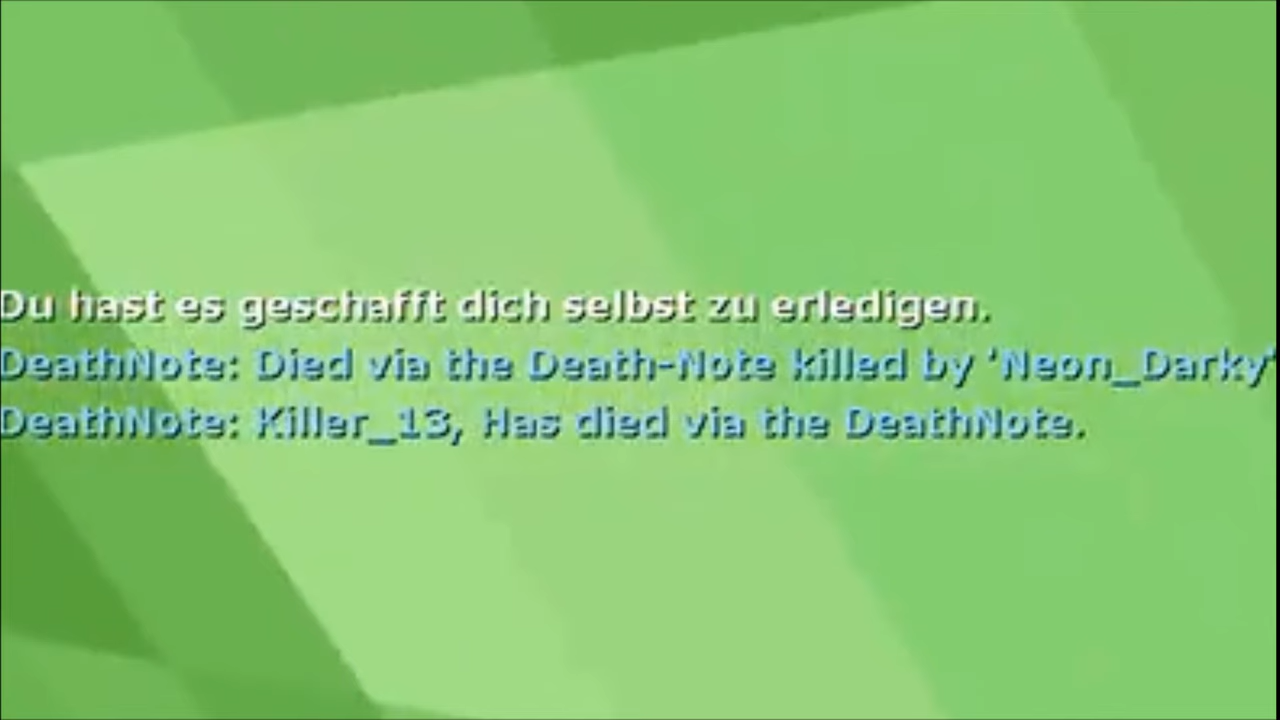 Du hast es geschafft dich selbst zu erledigen.
DeathNote: Died via the Death-Note killed by 'Neon_Darky'
DeathNote: Killer_13, Has died via the DeathNote.